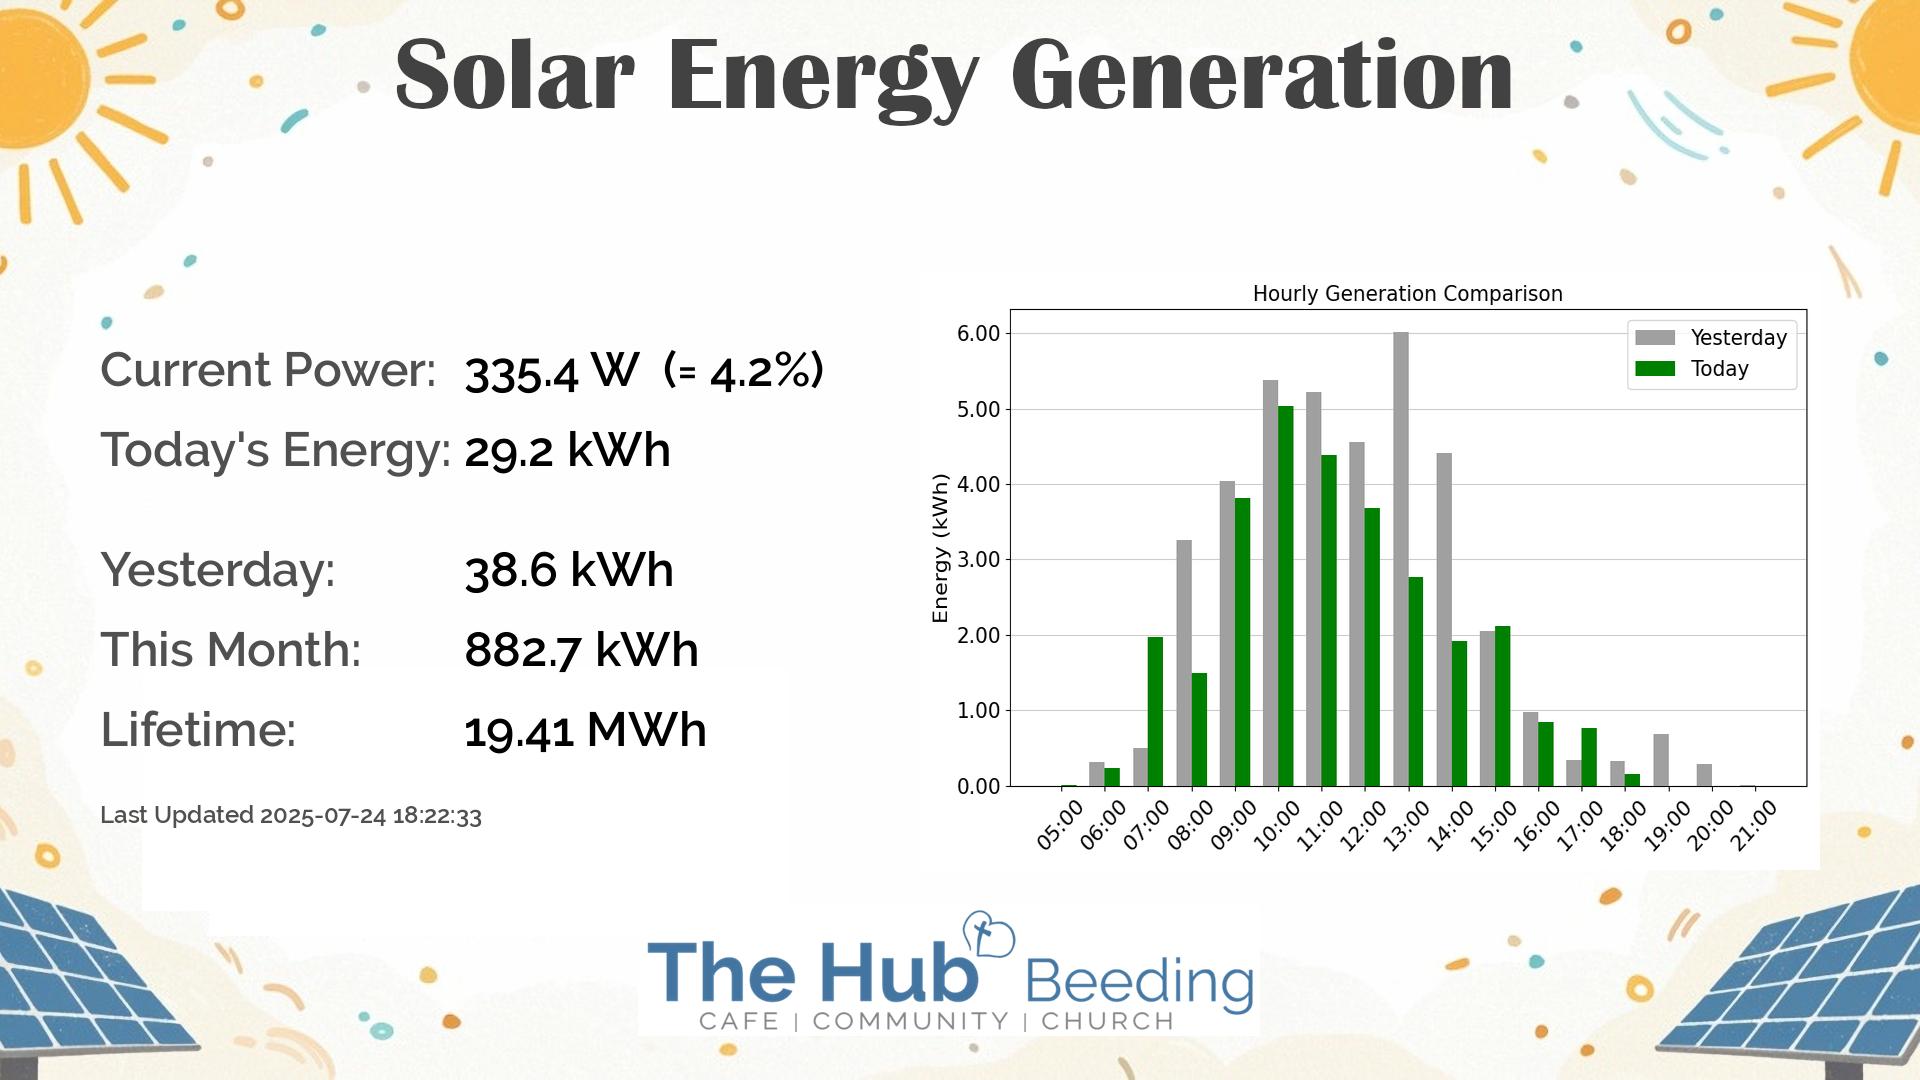 Solar Energy Generation
Current Power: 335.4 W (= 4.2%)
Today's Energy: 29.2 kWh
Yesterday: 38.6 kWh
This Month: 882.7 kWh
Lifetime: 19.41 MWh
Last Updated 2025-07-24 18:22:33
Hourly Generation Comparison
Yesterday
Today
Energy (kWh)
6.00
5.00
4.00
3.00
2.00
1.00
0.00
05:00 06:00 07:00 08:00 09:00 10:00 11:00 12:00 13:00 14:00 15:00 16:00 17:00 18:00 19:00 20:00 21:00
The Hub Beeding
CAFE | COMMUNITY | CHURCH